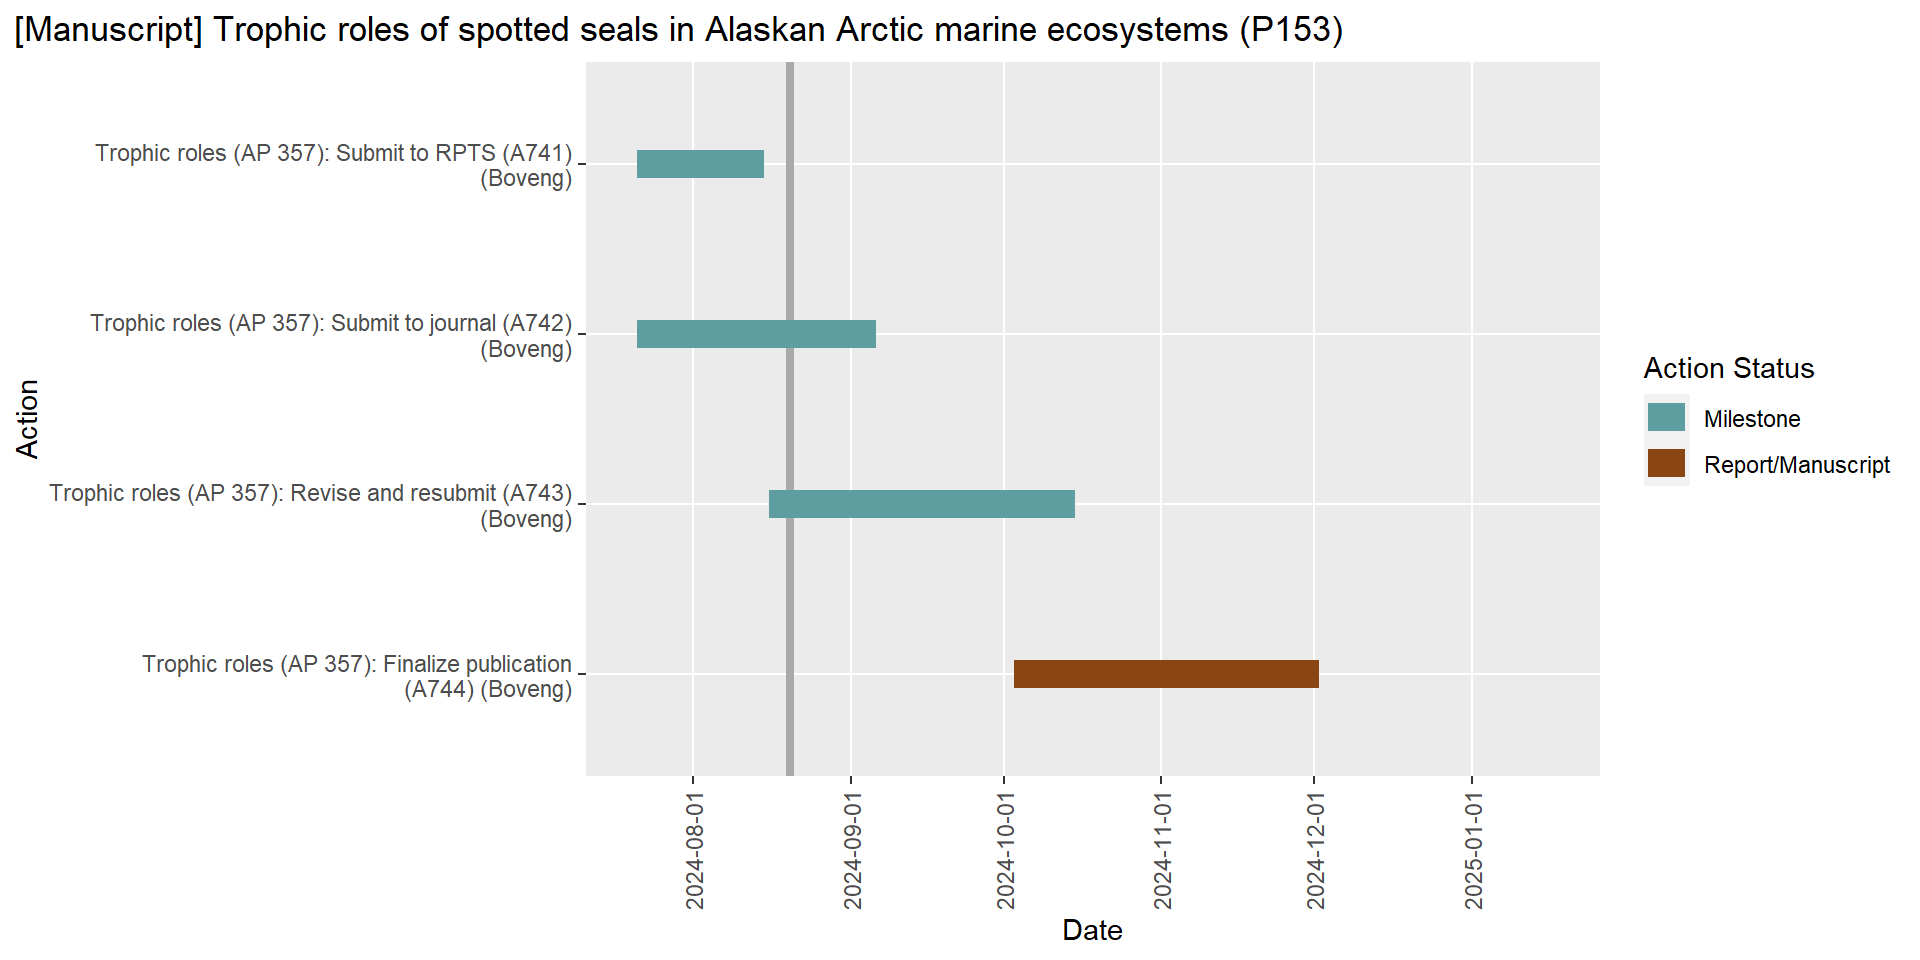 [Manuscript] Trophic roles of spotted seals in Alaskan Arctic marine ecosystems (P153)
Trophic roles (AP 357): Submit to RPTS (A741)
(Boveng)
Trophic roles (AP 357): Submit to journal (A742)
(Boveng)
Trophic roles (AP 357): Revise and resubmit (A743)
(Boveng)
Trophic roles (AP 357): Finalize publication
(A744) (Boveng)
Action
2024-08-01
2024-09-01
2024-10-01
2024-11-01
2024-12-01
2025-01-01
Date
Action Status
Milestone
Report/Manuscript